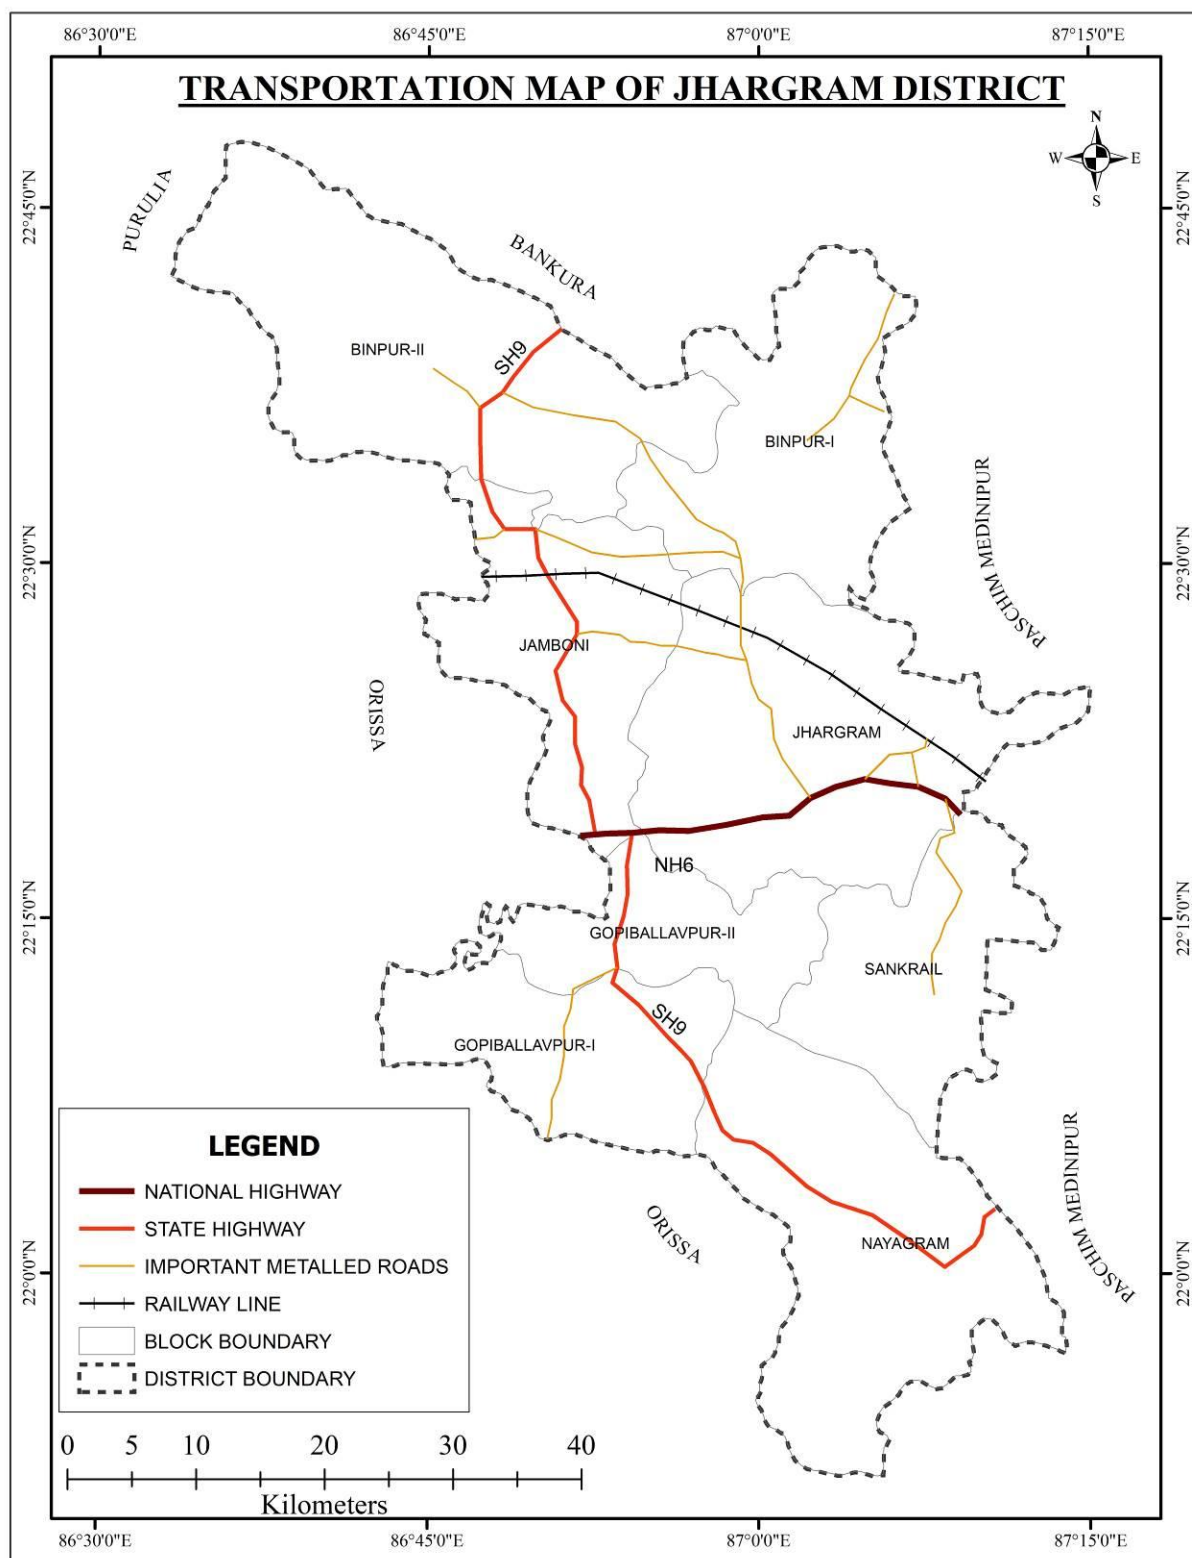 86°30'0"E
86°45'0"E
87°0'0"E
87°15'0"E
TRANSPORTATION MAP OF JHARGRAM DISTRICT
N
W
E
S
22°45'0"N
22°45'0"N
PURULIA
BANKURA
BINPUR-II
SH9
BINPUR-I
PASCHIM MEDINIPUR
22°30'0"N
22°30'0"N
JAMBONI
ORISSA
JHARGRAM
NH6
22°15'0"N
22°15'0"N
GOPIBALLAVPUR-II
SANKRAIL
SH9
GOPIBALLAVPUR-I
PASCHIM MEDINIPUR
ORISSA
NAYAGRAM
22°0'0"N
22°0'0"N
LEGEND
NATIONAL HIGHWAY
STATE HIGHWAY
IMPORTANT METALLED ROADS
RAILWAY LINE
BLOCK BOUNDARY
DISTRICT BOUNDARY
0 5 10 20 30 40
Kilometers
86°30'0"E
86°45'0"E
87°0'0"E
87°15'0"E